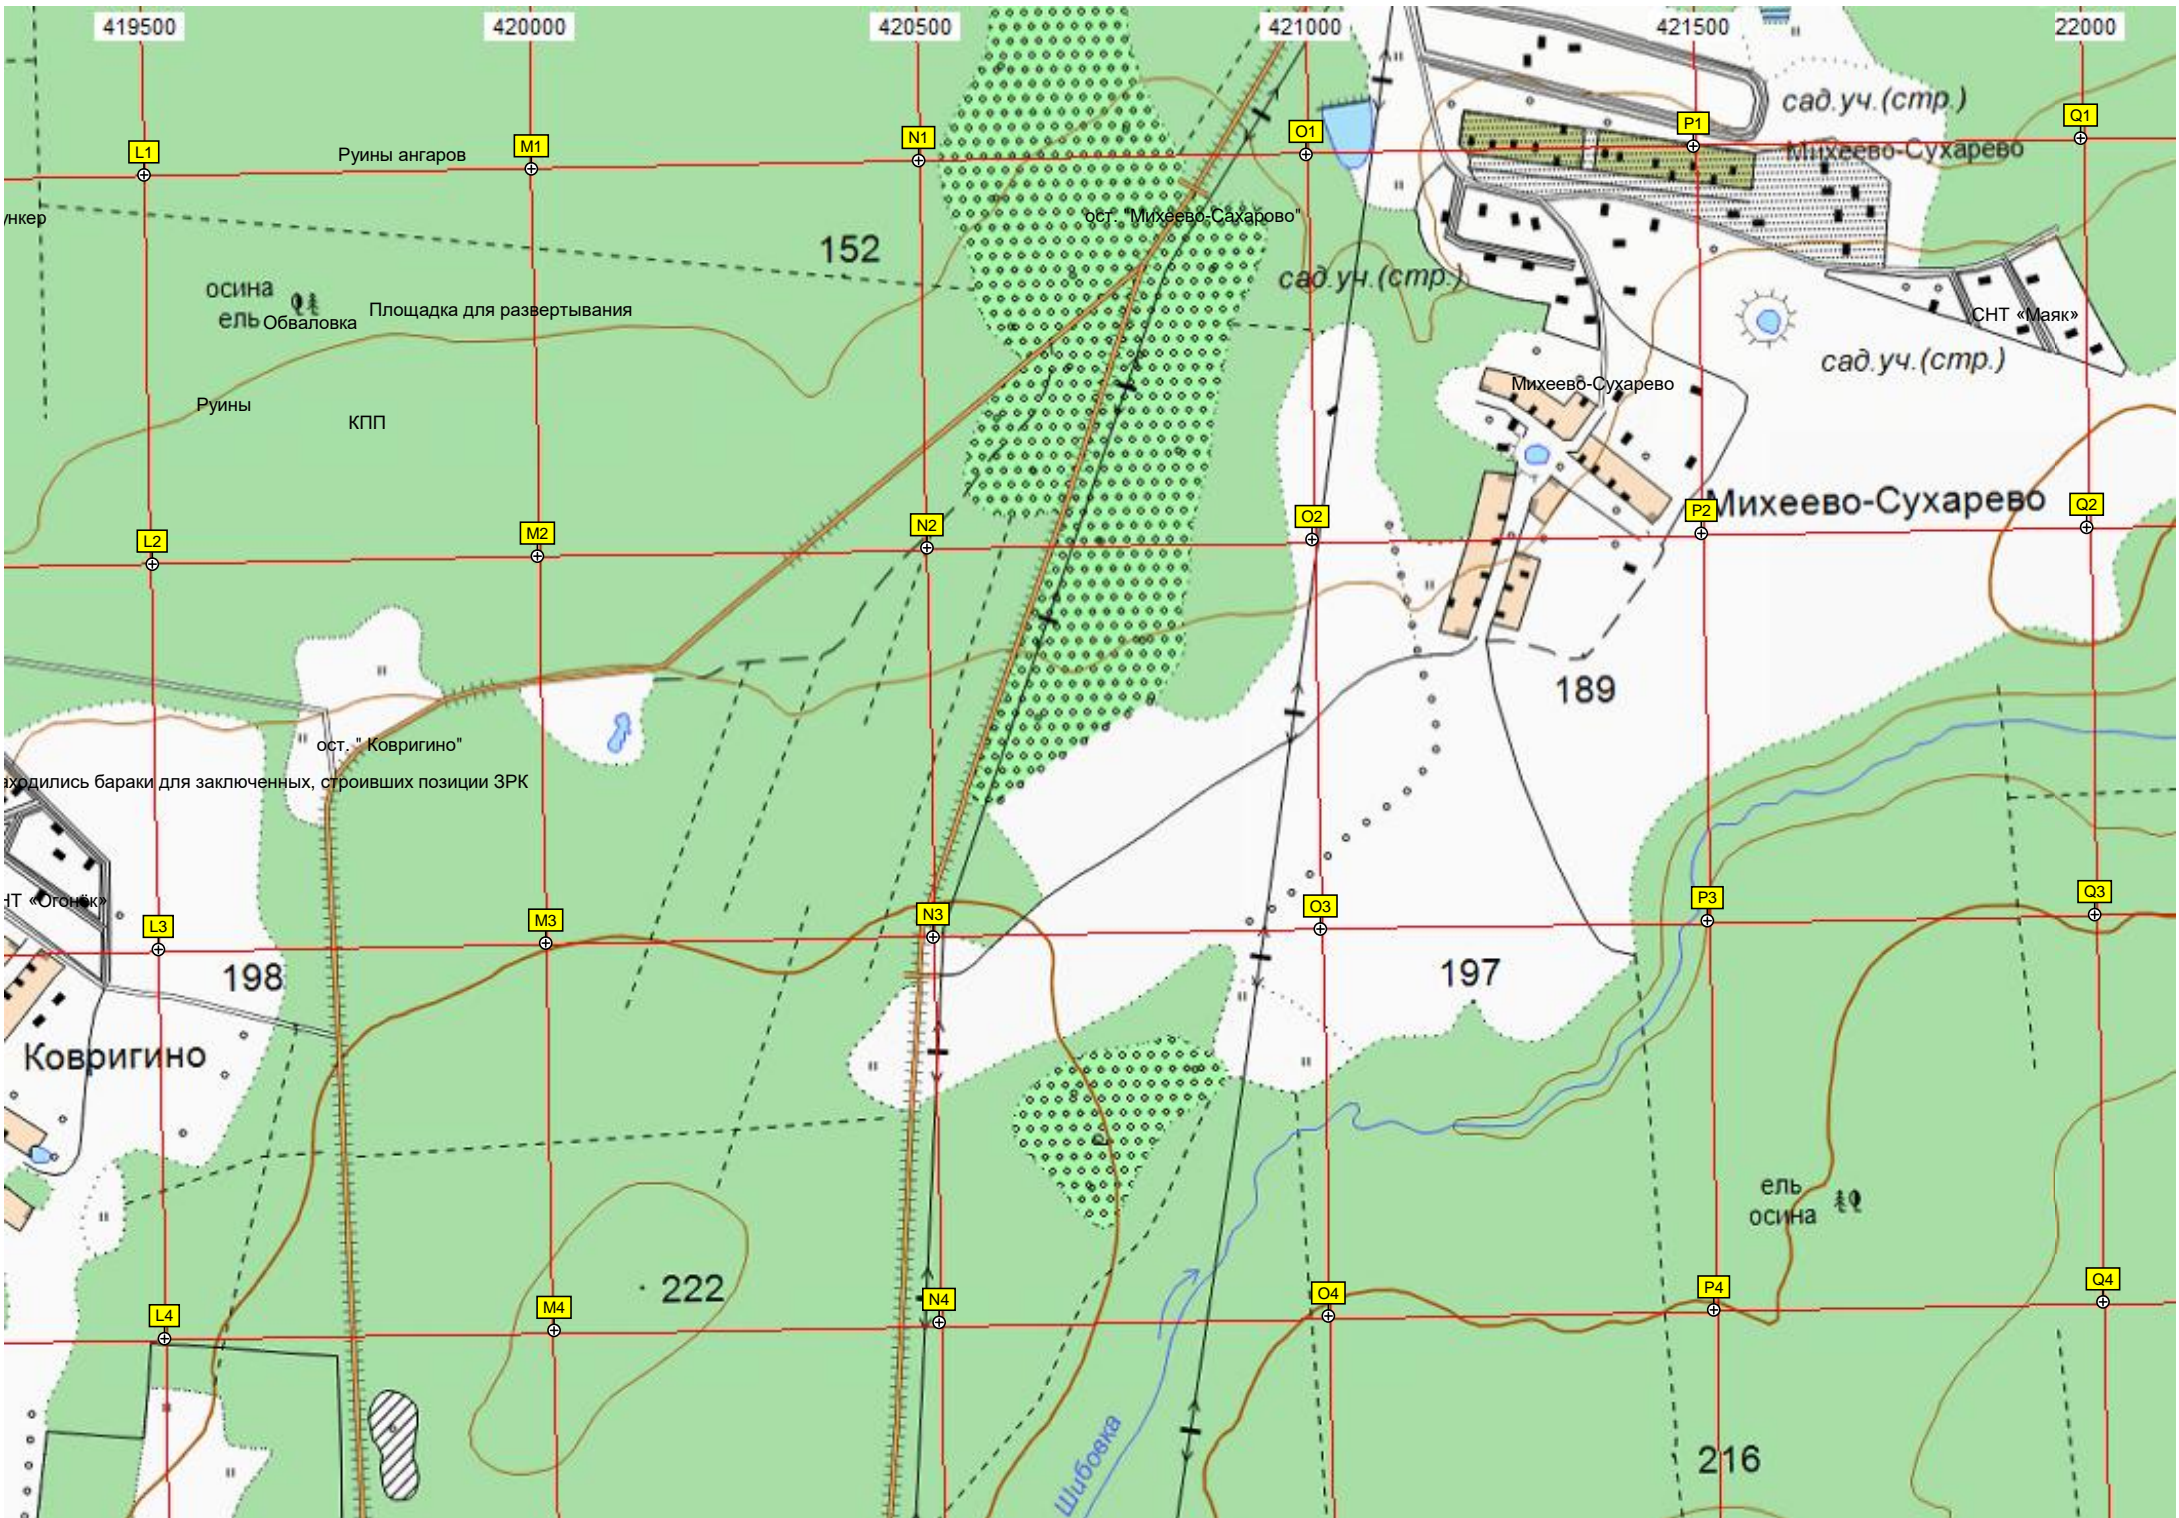 419500 420000 420500 421000 421500 22000
сад.уч.(стр.)
L1 M1 N1 O1 P1 Q1
Руины ангаров
Михеево-Сухарево
ункер
ост. "Михеево-Сахарово"
152
сад.уч.(стр.)
осина
ель
Обваловка
Площадка для развертывания
СНТ «Маяк»
сад.уч.(стр.)
Михеево-Сухарево
Руины
КПП
Михеево-Сухарево
L2 M2 N2 O2 P2 Q2
189
ост. " Ковригино"
аходились бараки для заключенных, строивших позиции ЗРК
НТ «Огонёк»
L3 M3 N3 O3 P3 Q3
198
197
Ковригино
ель
осина
222
L4 M4 N4 O4 P4 Q4
Шибовка
216